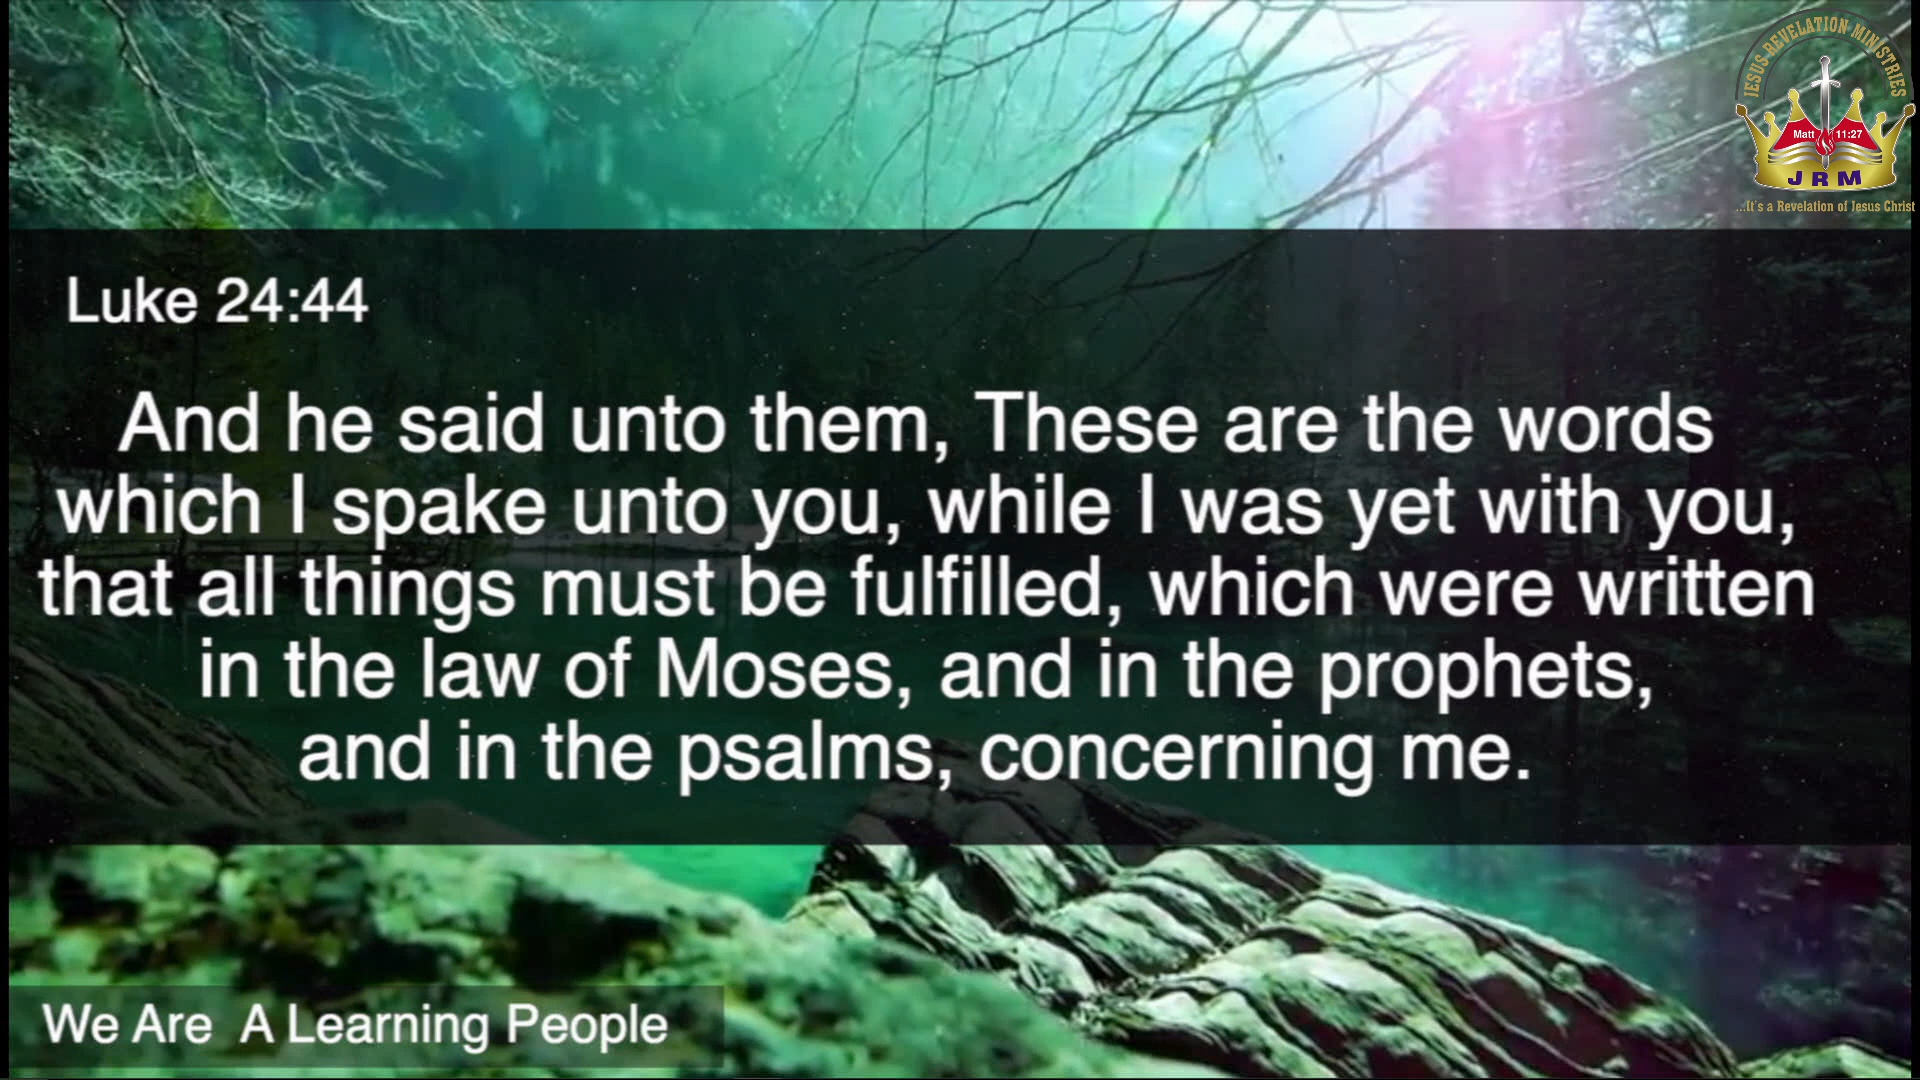 JESUS REVELATION MINISTRIES
Matt 11:27
JRM
...It's a Revelation of Jesus Christ
Luke 24:44
And he said unto them, These are the words
which I spake unto you, while I was yet with you,
that all things must be fulfilled, which were written
in the law of Moses, and in the prophets,
and in the psalms, concerning me.
We Are A Learning People